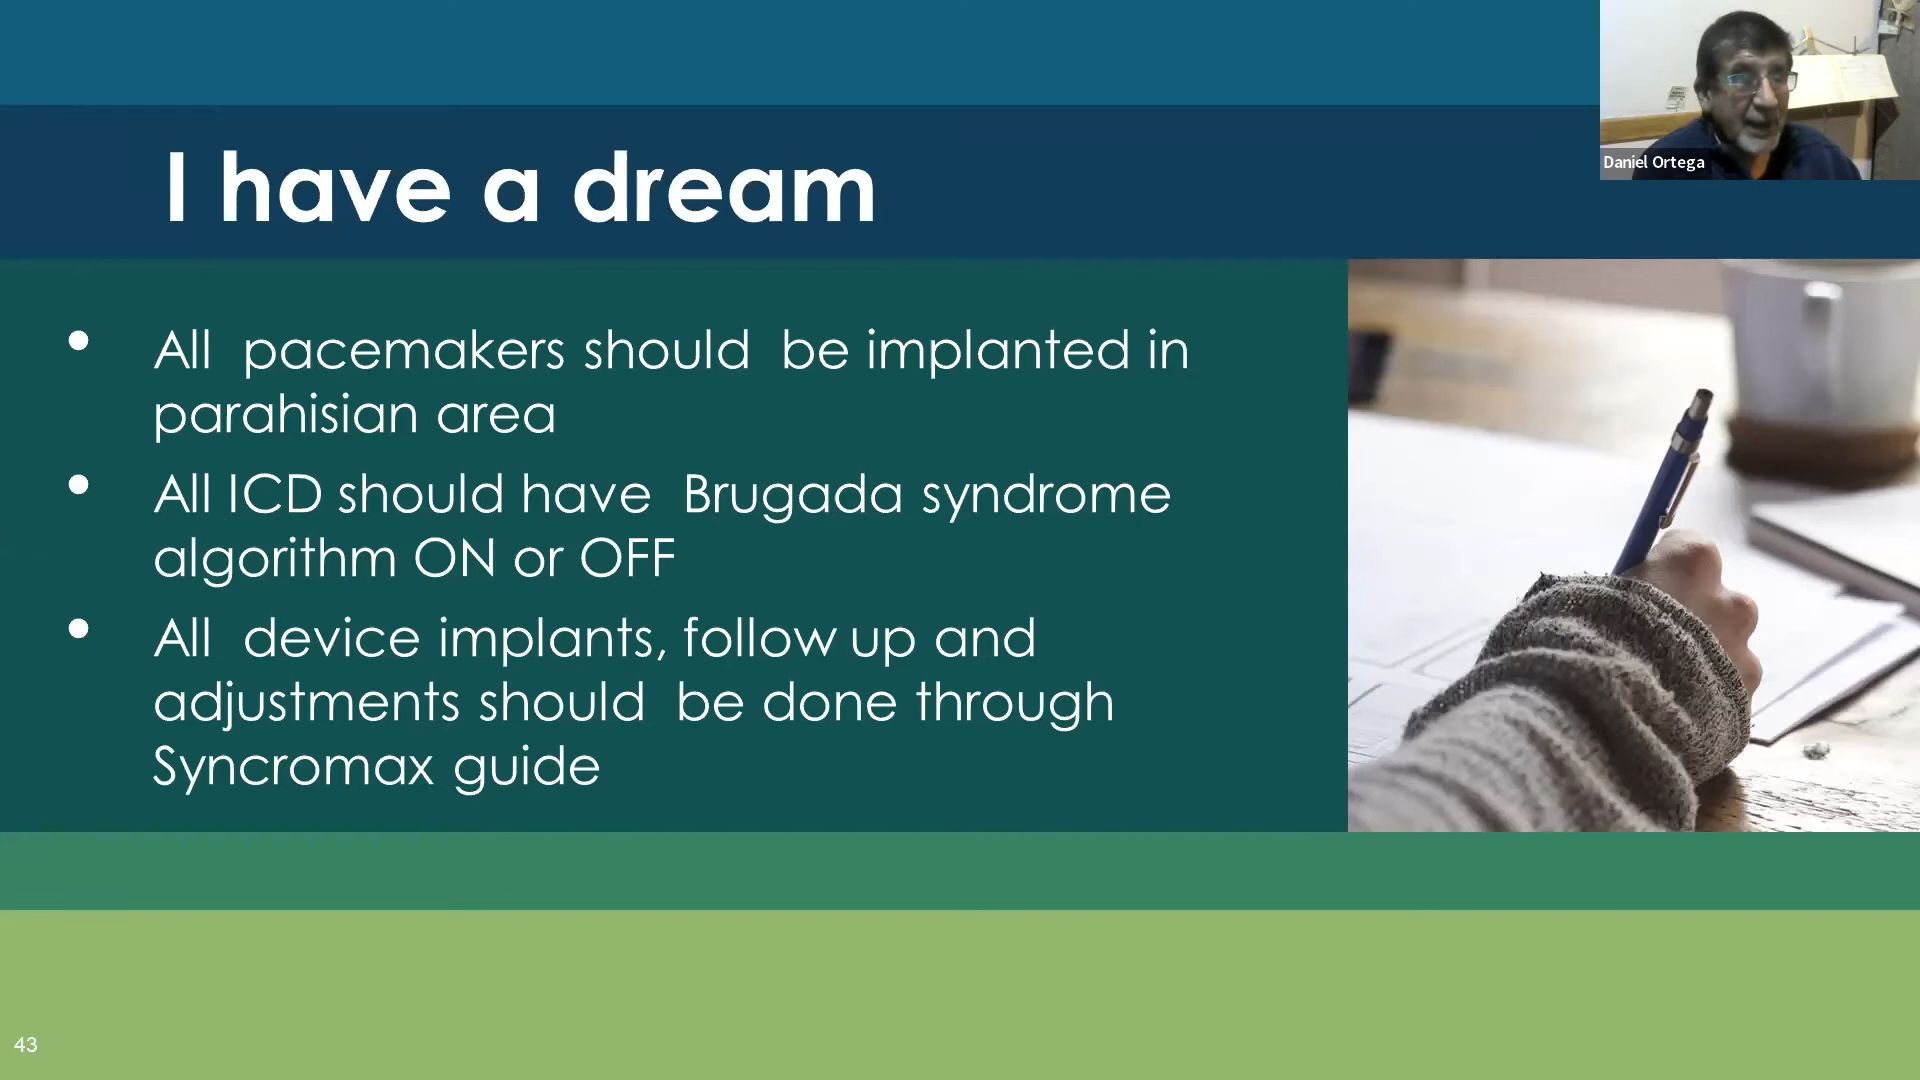 I have a dream
Daniel Ortega
• All pacemakers should be implanted in
parahisian area
• All ICD should have Brugada syndrome
algorithm ON or OFF
• All device implants, follow up and
adjustments should be done through
Syncromax guide
43